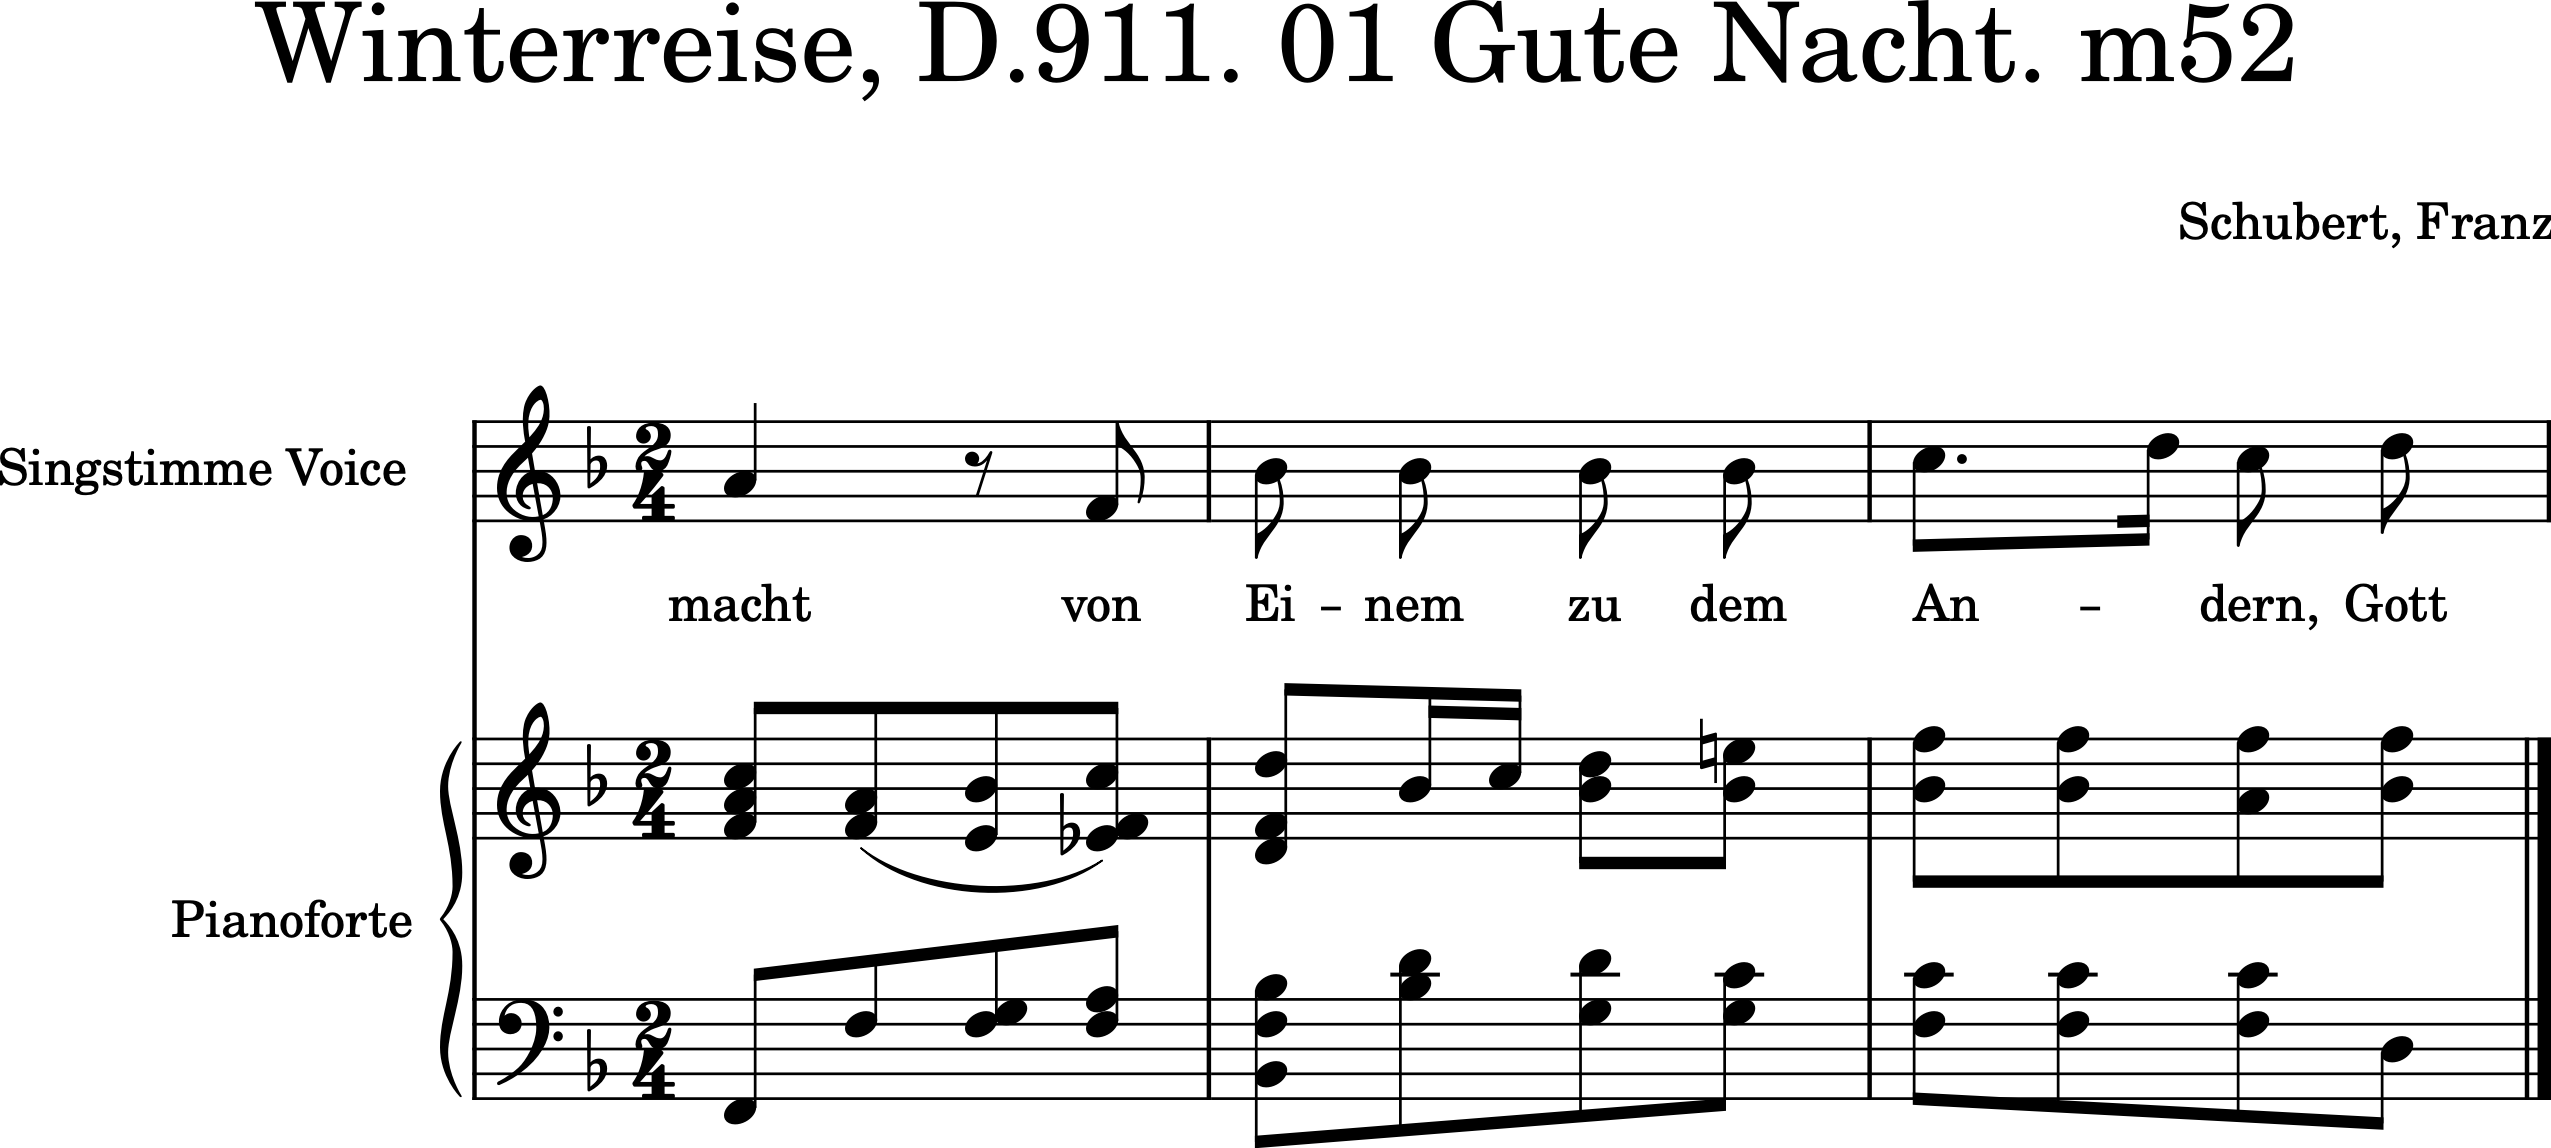 Winterreise, D.911. 01 Gute Nacht. m52
Schubert, Franz
Singstimme Voice
macht von Ei – nem zu dem An – dern, Gott
Pianoforte